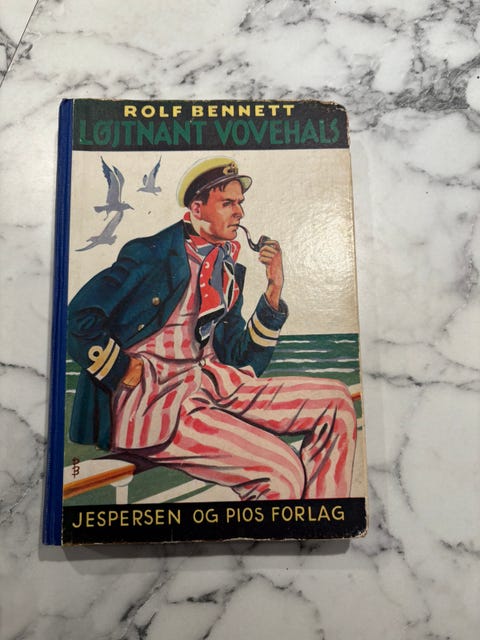 ROLF BENNETT
LØJTNANT VOVEHALS
JESPERSEN OG PIOS FORLAG